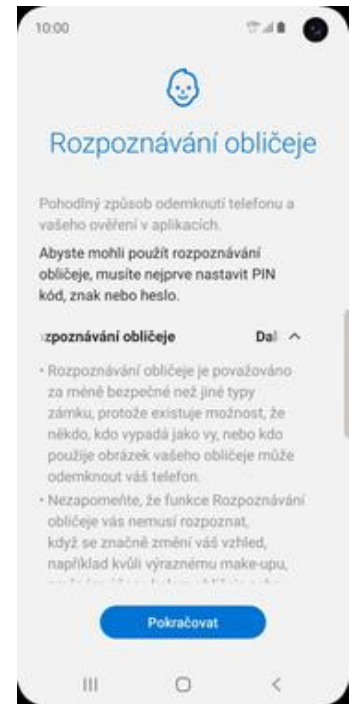 10:00
Rozpoznávání obličeje
Pohodlný způsob odemknutí telefonu a
vašeho ověření v aplikacích.
Abyste mohli použít rozpoznávání
obličeje, musíte nejprve nastavit PIN
kód, znak nebo heslo.
zpoznávání obličeje Dal
• Rozpoznávání obličeje je považováno
za méně bezpečné než jiné typy
zámku, protože existuje možnost, že
někdo, kdo vypadá jako vy, nebo kdo
použije obrázek vašeho obličeje může
odemknout váš telefon.
• Nezapomeňte, že funkce Rozpoznávání
obličeje vás nemusí rozpoznat,
když se značně změní váš vzhled,
například kvůli výraznému make-upu,
Pokračovat